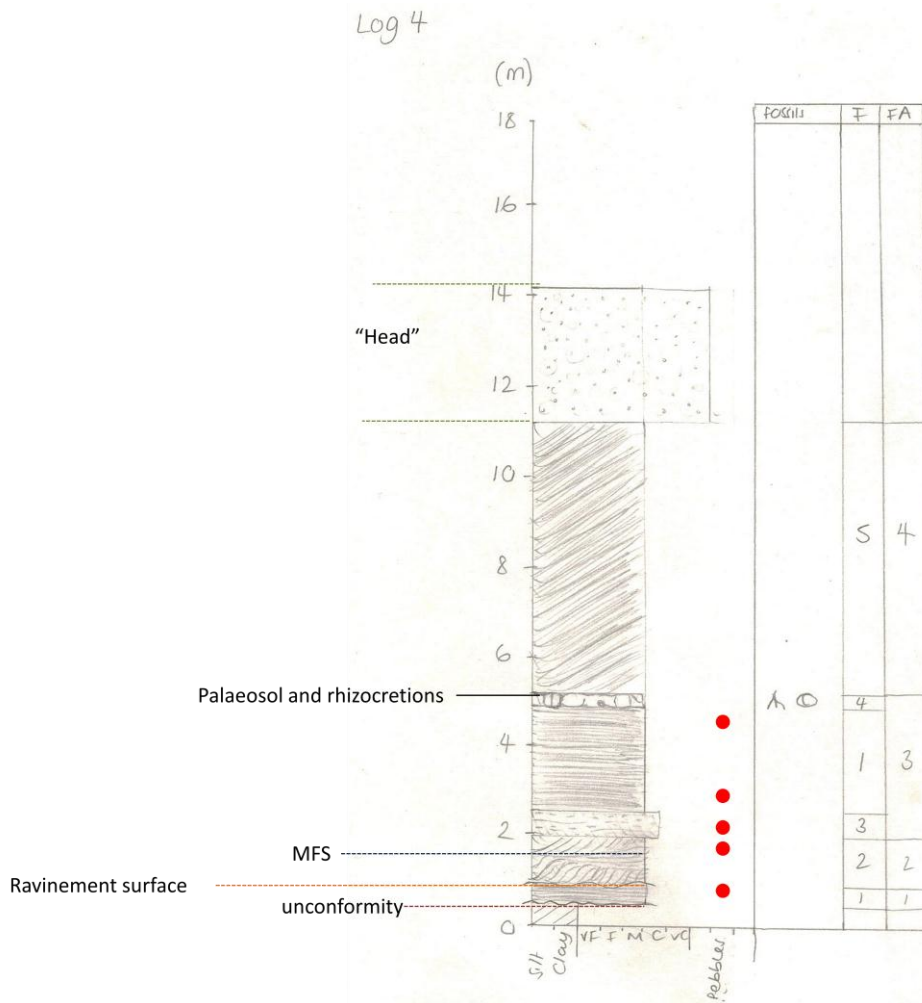 Log 4
(m)
fossils F FA
18
16
14
"Head"
12
10
5 4
8
6
Palaeosol and rhizocretions
4
4
1 3
2
3
MFS
2 2
Ravinement surface
1 1
unconformity
0
Silt
Clay
VF F M C VC
Pebbles